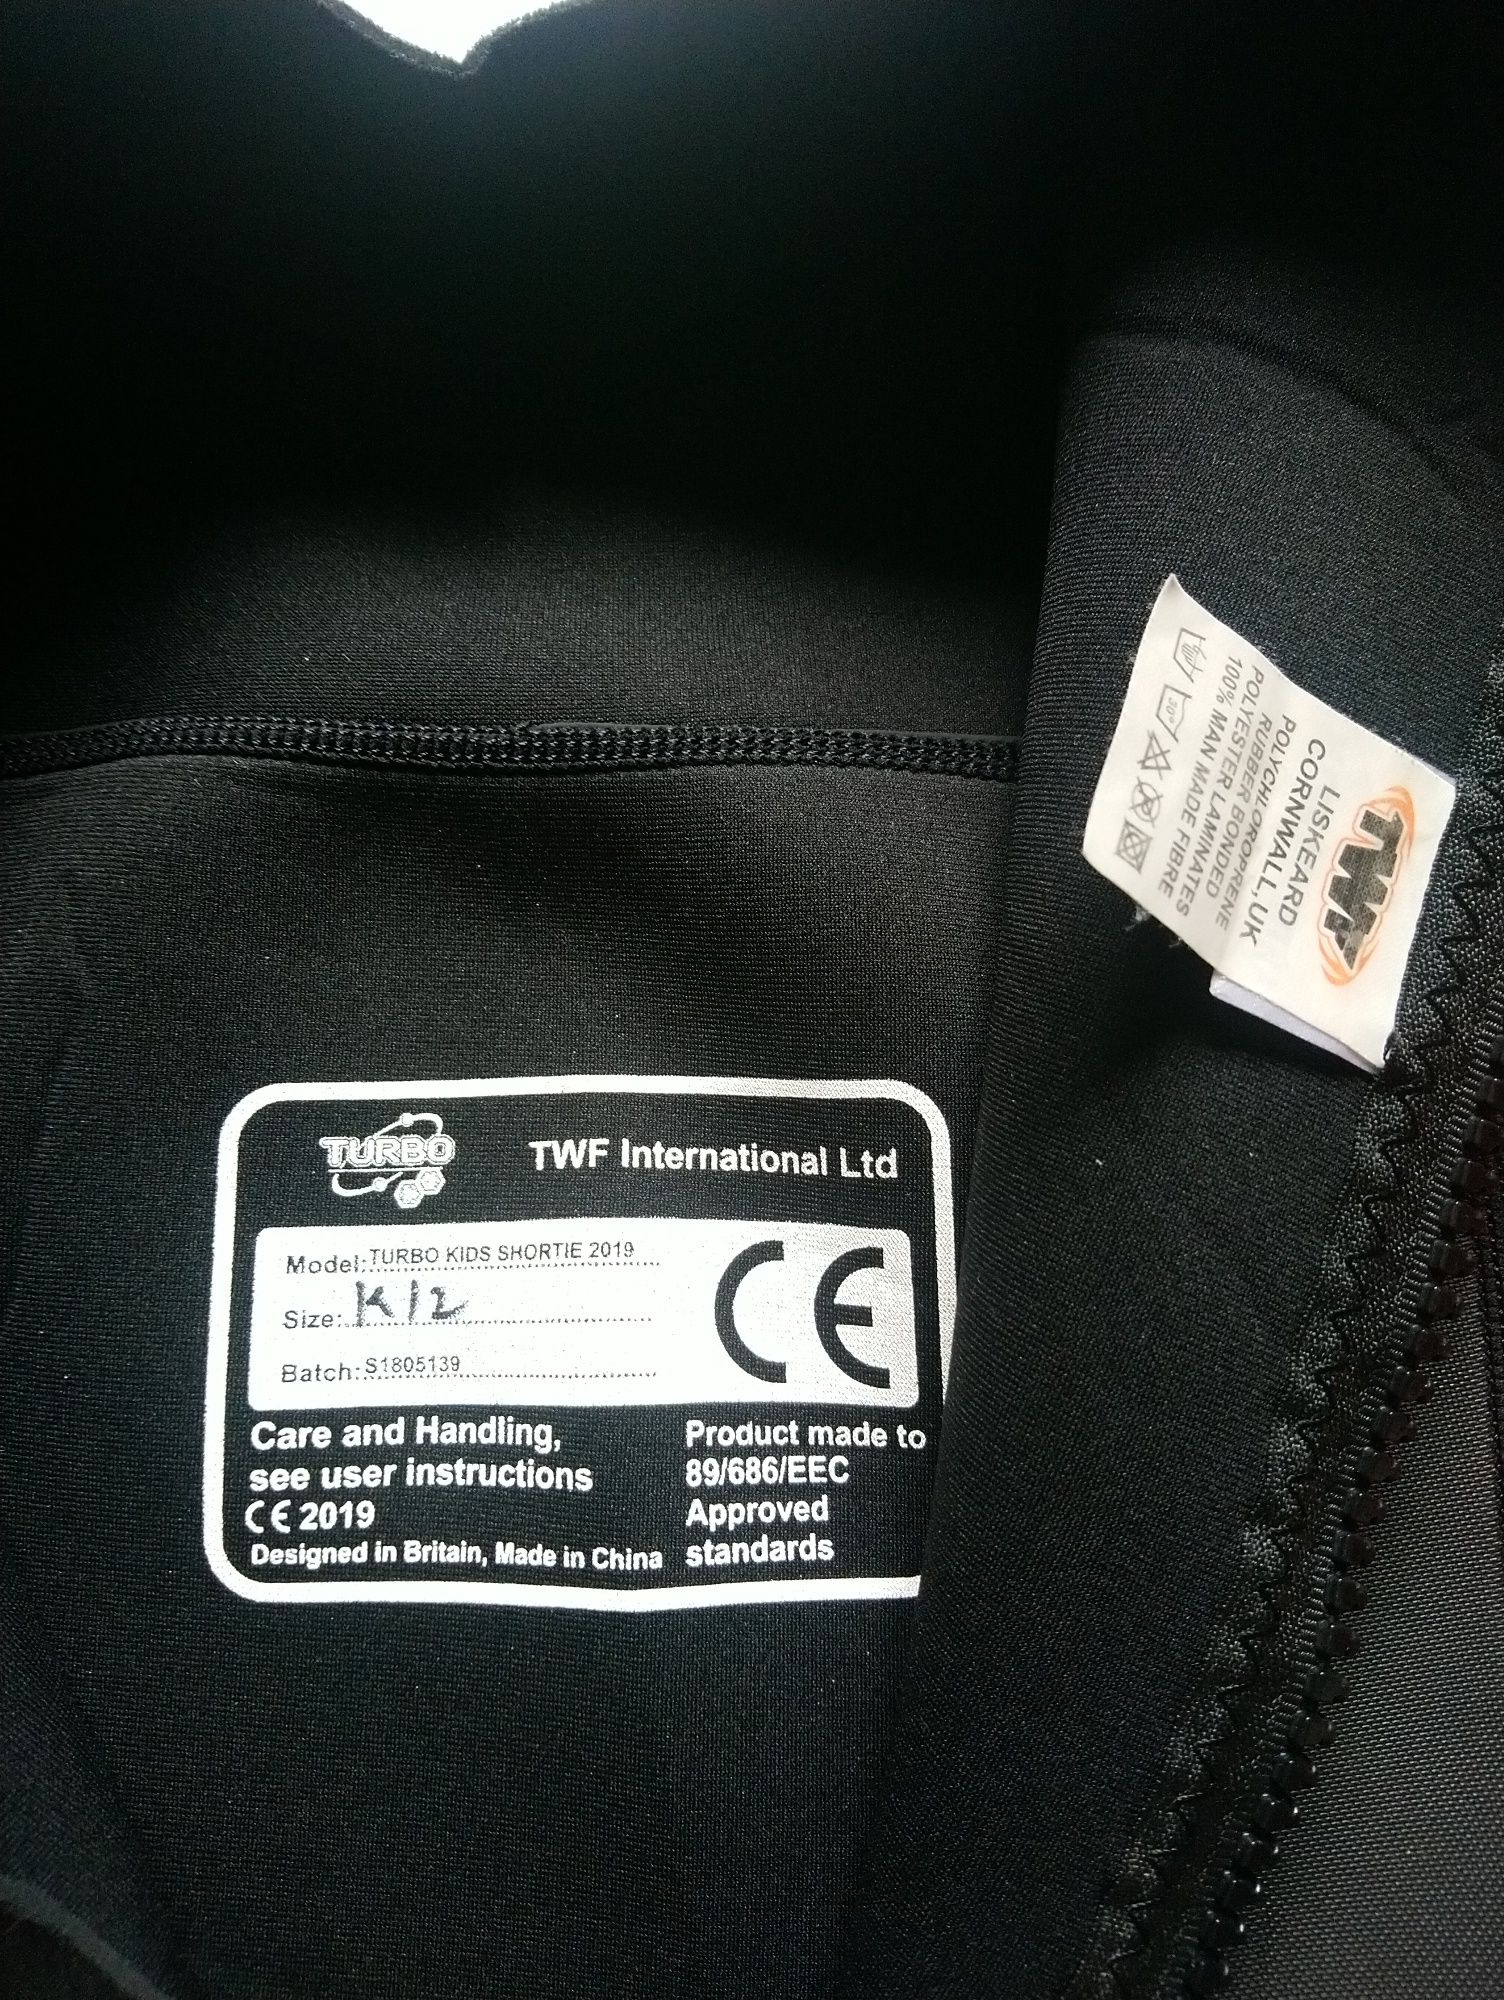 TWF
LISKEARD
CORNWALL, UK
POLYCHLOROPRENE
RUBBER BONDED
POLYESTER LAMINATES
100% MAN MADE FIBRE
30°
TURBO
TWF International Ltd
Model: TURBO KIDS SHORTIE 2019
Size: K12
Batch: S1805139
CE
Care and Handling,
see user instructions
CE 2019
Designed in Britain, Made in China
Product made to
89/686/EEC
Approved
standards